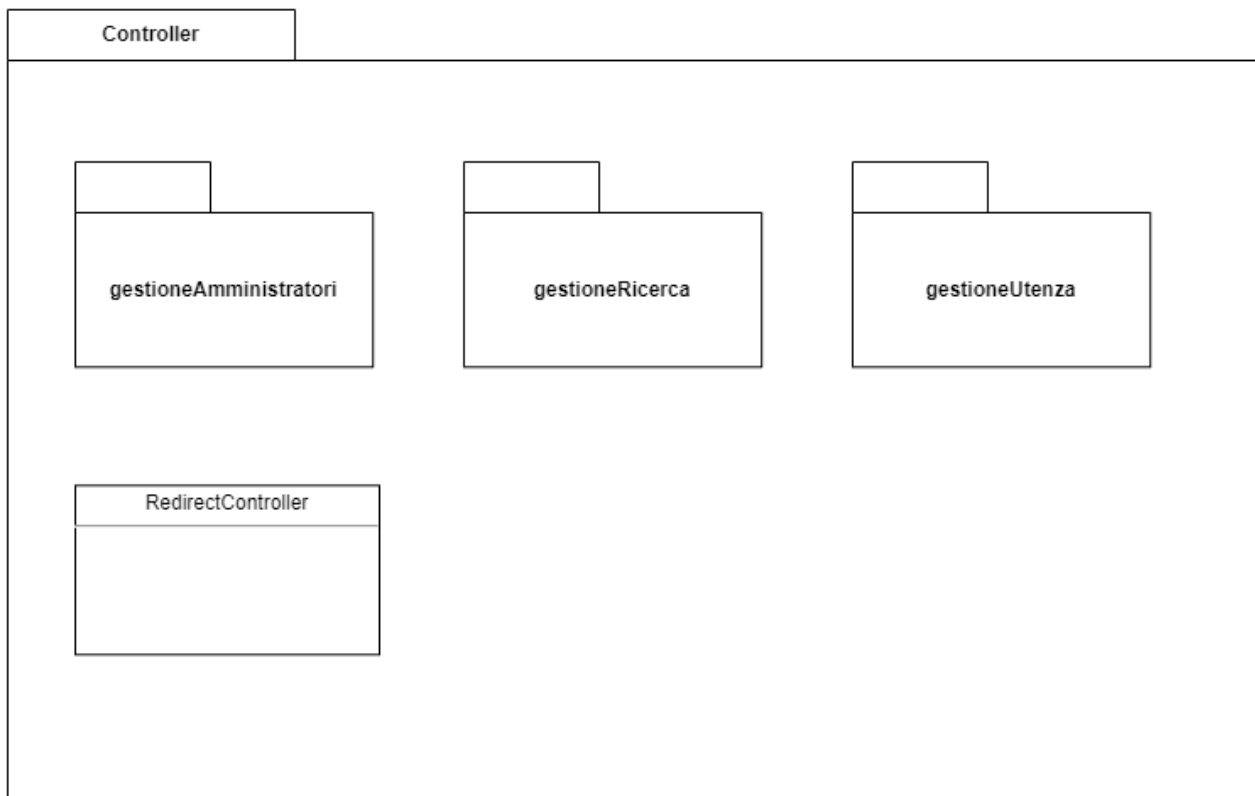 Controller
gestioneAmministratori
gestioneRicerca
gestioneUtenza
RedirectController